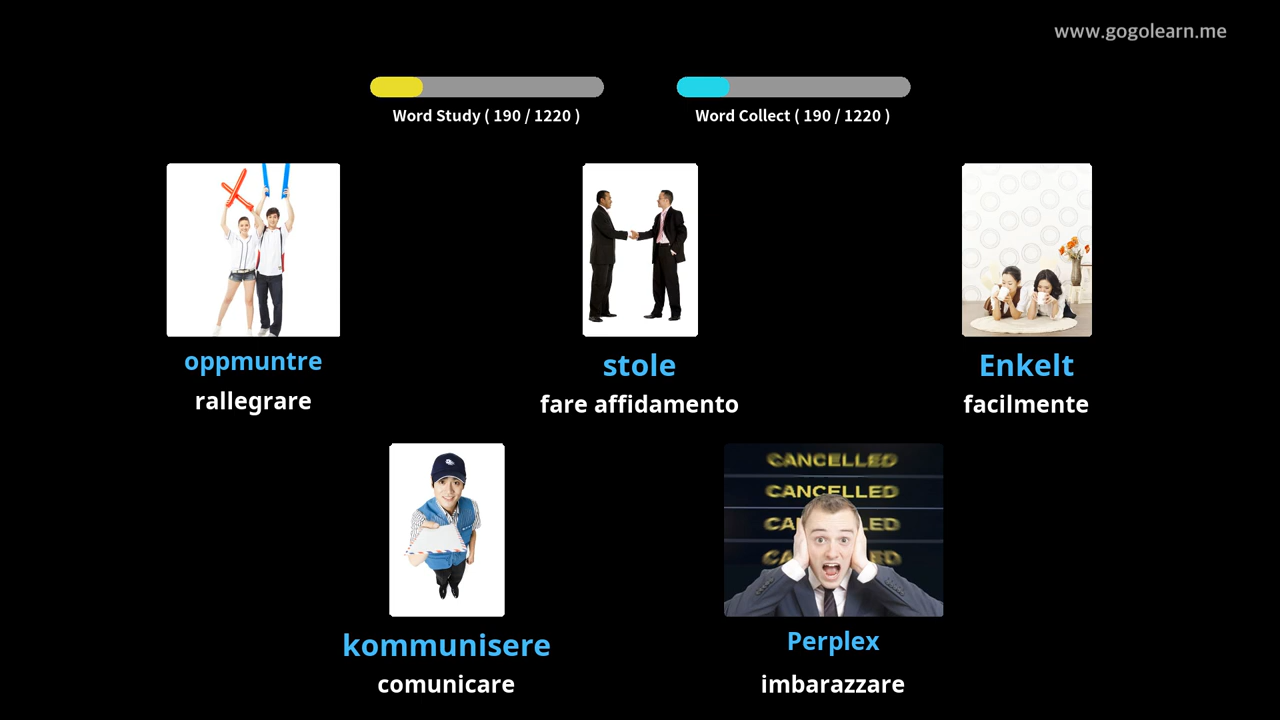 www.gogolearn.me
Word Study ( 190 / 1220 )
Word Collect ( 190 / 1220 )
oppmuntre
rallegrare
stole
fare affidamento
Enkelt
facilmente
CANCELLED
CANCELLED
kommunisere
comunicare
Perplex
imbarazzare